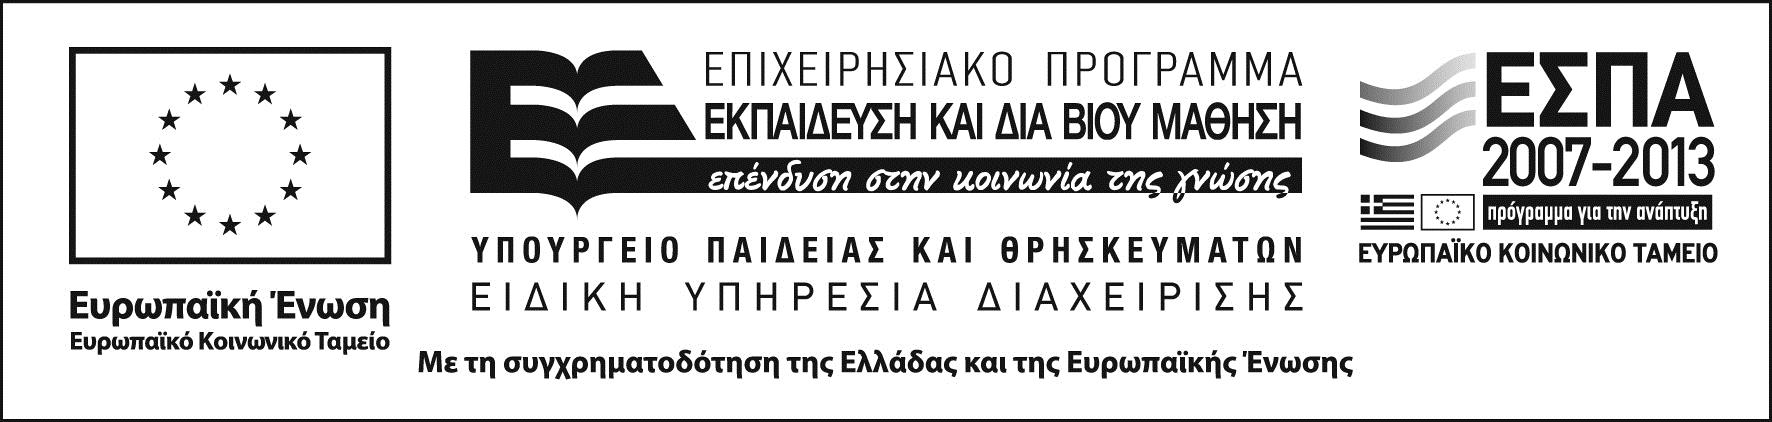 Ευρωπαϊκή Ένωση
Ευρωπαϊκό Κοινωνικό Ταμείο
ΕΠΙΧΕΙΡΗΣΙΑΚΟ ΠΡΟΓΡΑΜΜΑ
ΕΚΠΑΙΔΕΥΣΗ ΚΑΙ ΔΙΑ ΒΙΟΥ ΜΑΘΗΣΗ
επένδυση στην κοινωνία της γνώσης
ΥΠΟΥΡΓΕΙΟ ΠΑΙΔΕΙΑΣ ΚΑΙ ΘΡΗΣΚΕΥΜΑΤΩΝ
ΕΙΔΙΚΗ ΥΠΗΡΕΣΙΑ ΔΙΑΧΕΙΡΙΣΗΣ
ΕΣΠΑ
2007-2013
πρόγραμμα για την ανάπτυξη
ΕΥΡΩΠΑΪΚΟ ΚΟΙΝΩΝΙΚΟ ΤΑΜΕΙΟ
Με τη συγχρηματοδότηση της Ελλάδας και της Ευρωπαϊκής Ένωσης